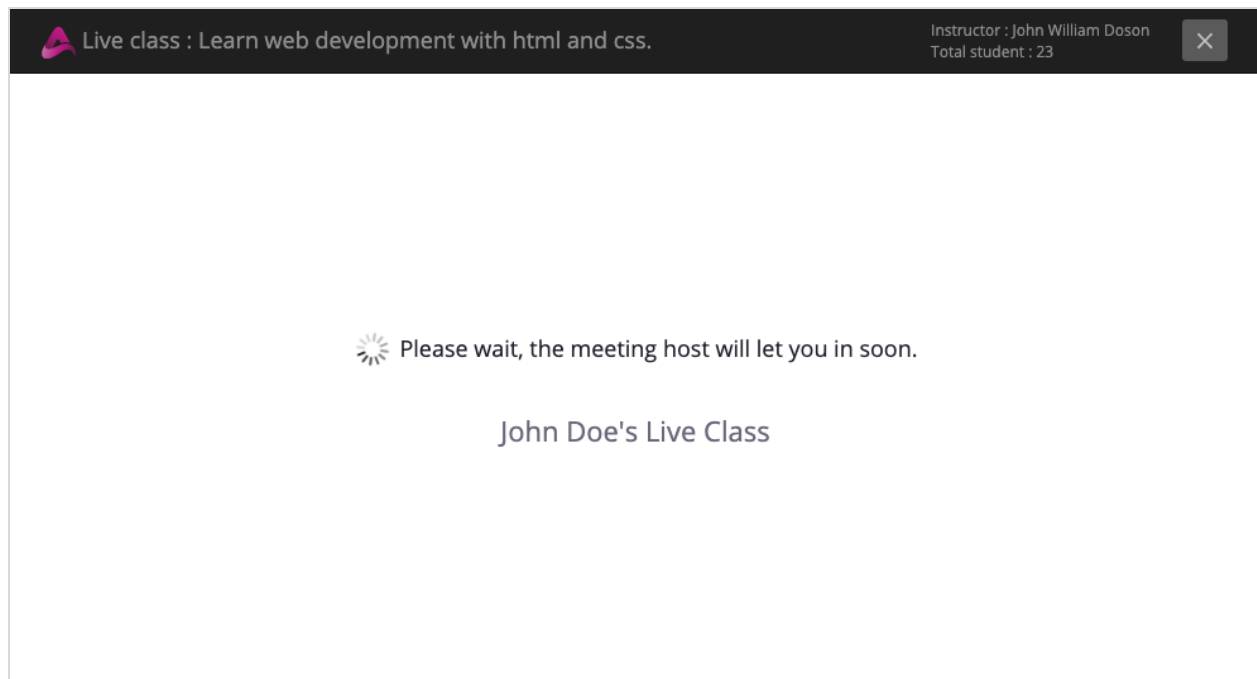 Live class : Learn web development with html and css.
Instructor : John William Doson
Total student : 23
Please wait, the meeting host will let you in soon.
John Doe's Live Class